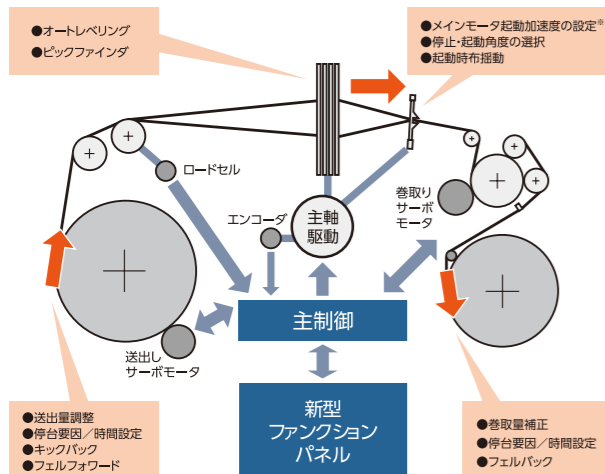 ●オートレベリング
●ピックファインダ
●メインモータ起動加速度の設定※
●停止・起動角度の選択
●起動時布揺動
ロードセル
エンコーダ
主軸
駆動
巻取り
サーボ
モータ
主制御
送出し
サーボモータ
新型
ファンクション
パネル
●送出量調整
●停台要因／時間設定
●キックバック
●フェルフォワード
●巻取量補正
●停台要因／時間設定
●フェルバック